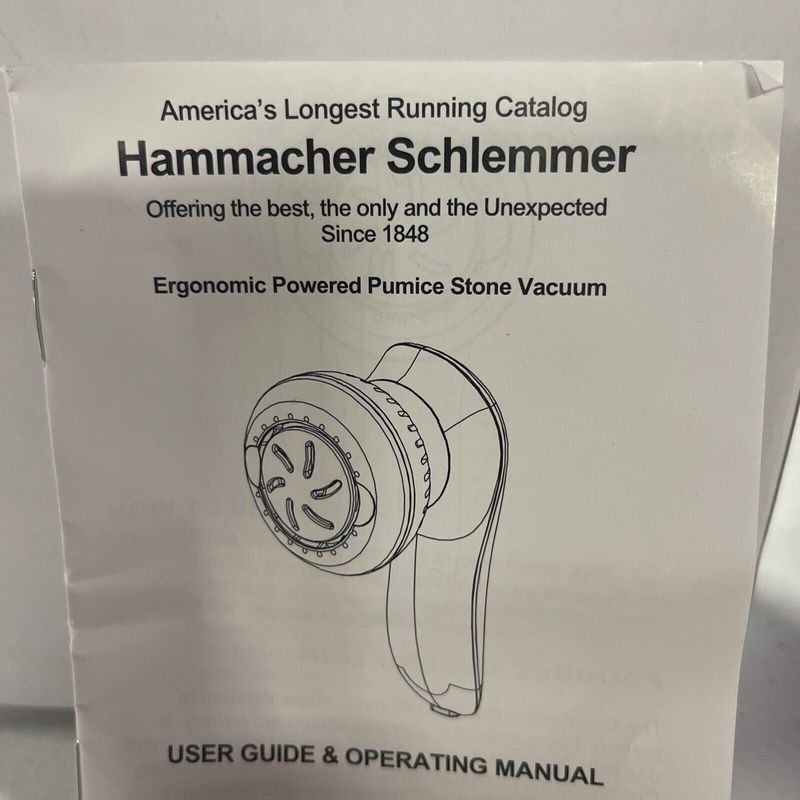 America's Longest Running Catalog
Hammacher Schlemmer
Offering the best, the only and the Unexpected
Since 1848
Ergonomic Powered Pumice Stone Vacuum
USER GUIDE & OPERATING MANUAL